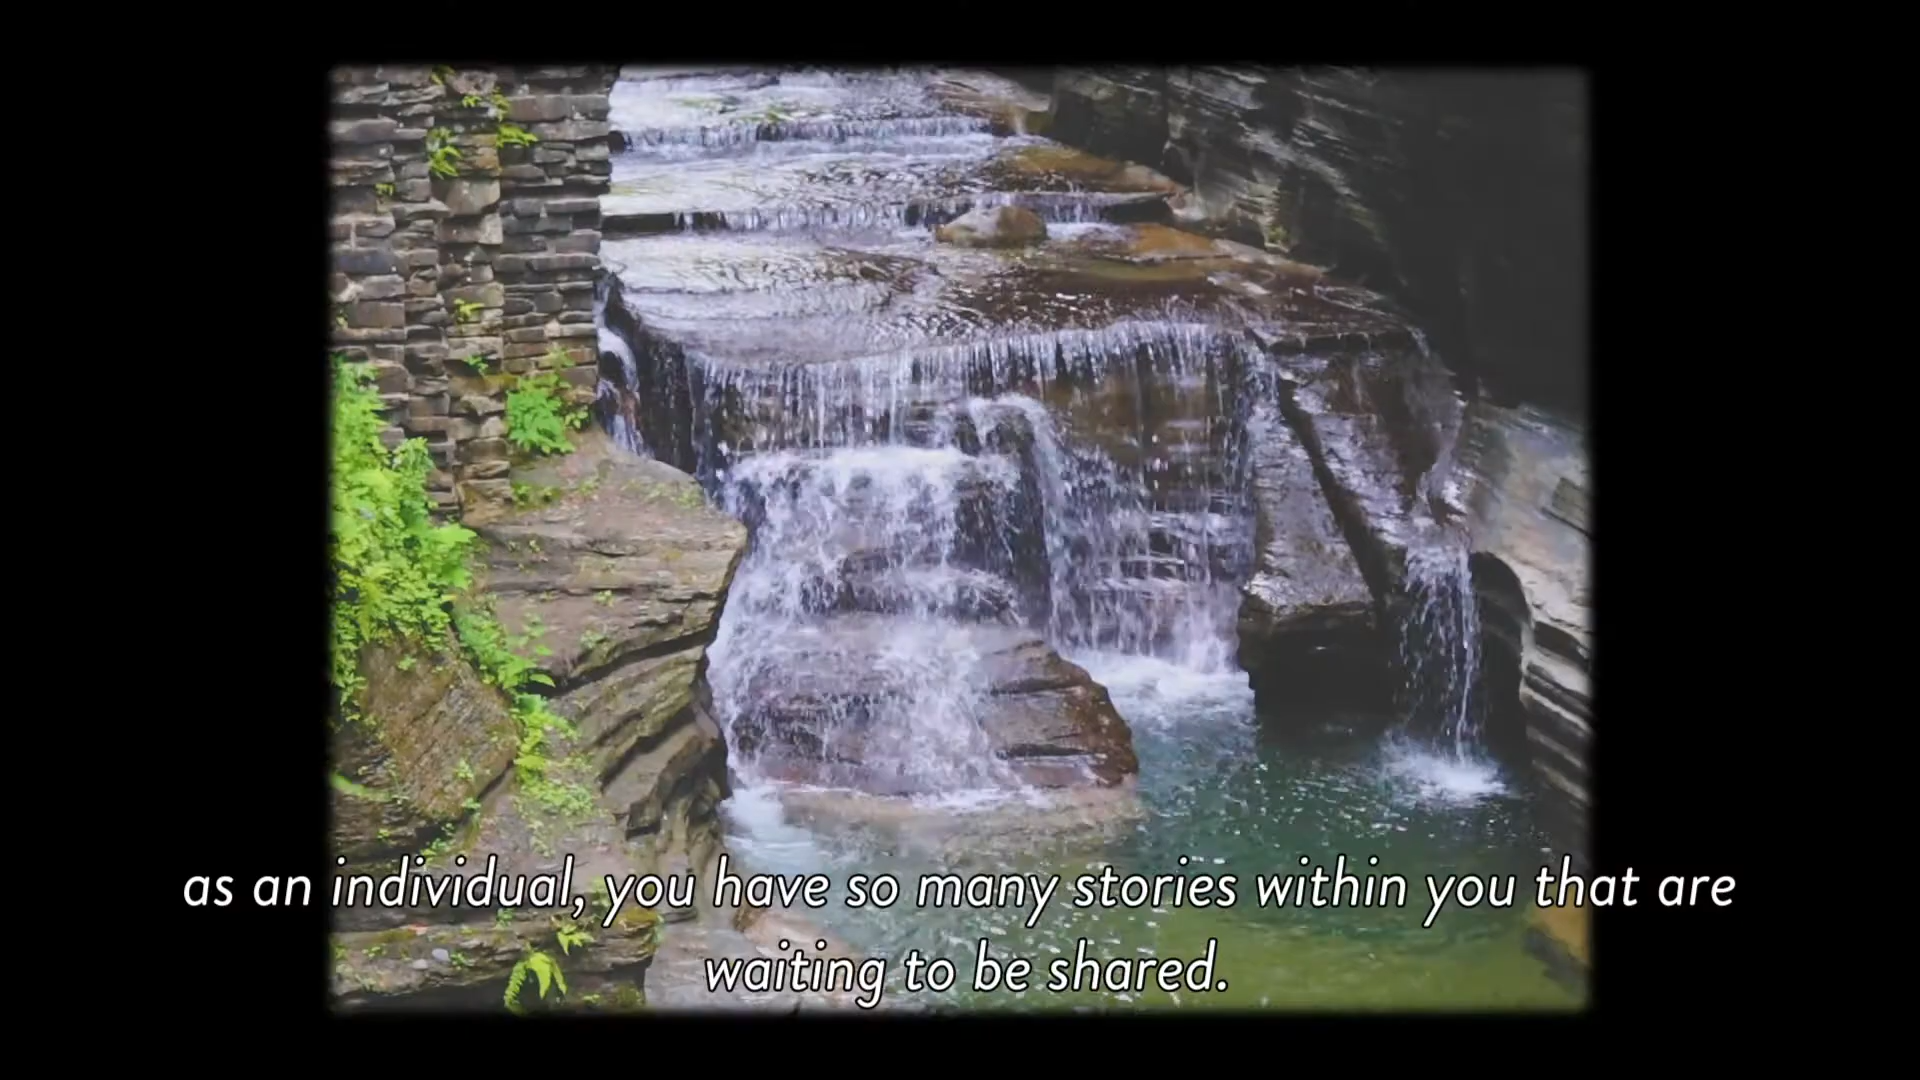 as an individual, you have so many stories within you that are
waiting to be shared.